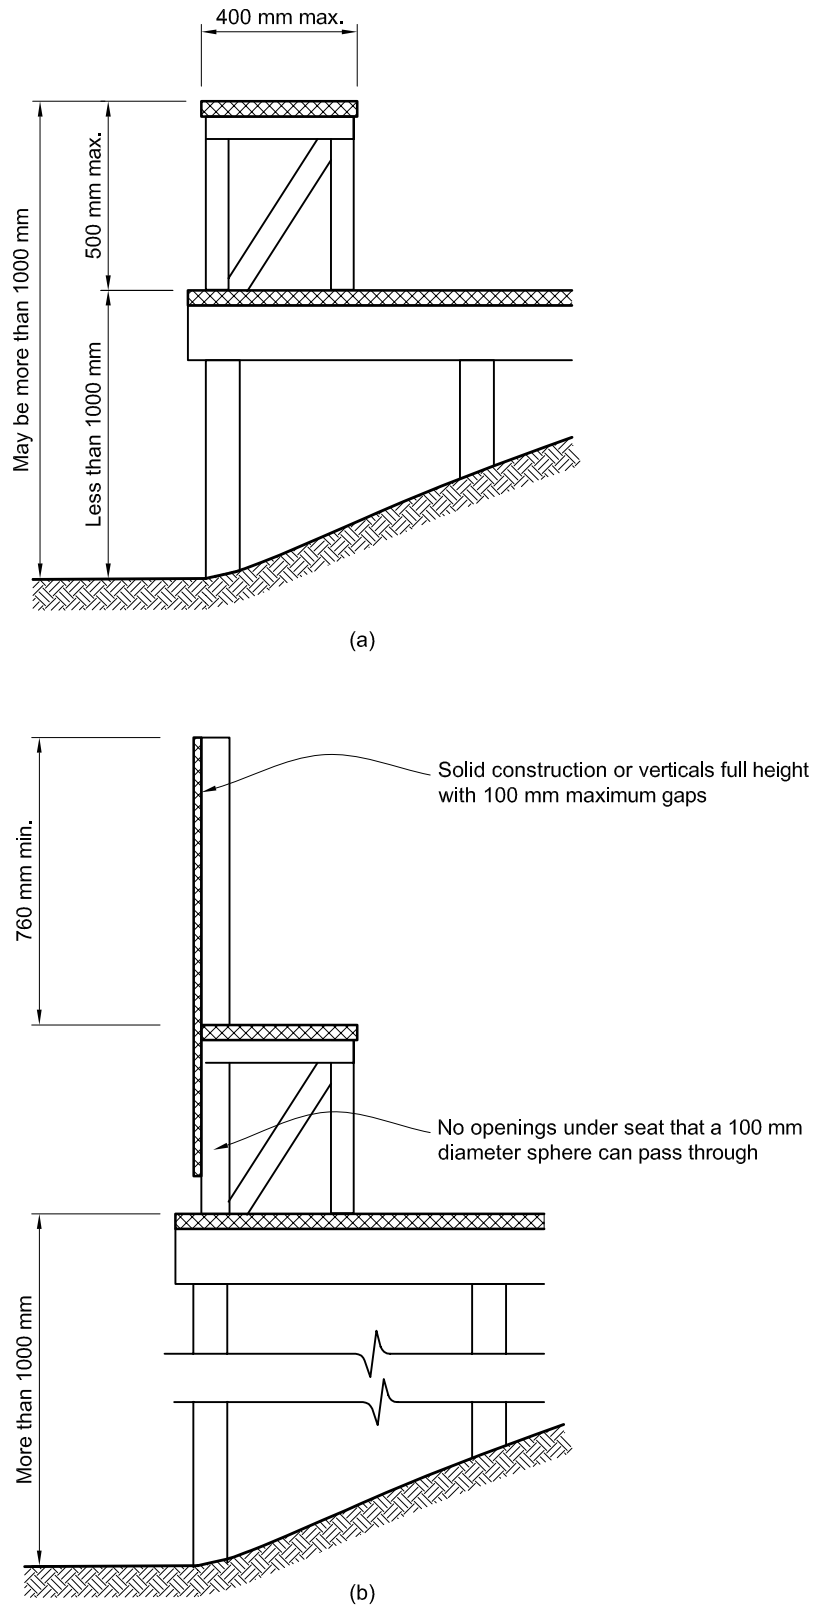 400 mm max.
May be more than 1000 mm
500 mm max.
Less than 1000 mm
(a)
760 mm min.
Solid construction or verticals full height
with 100 mm maximum gaps
No openings under seat that a 100 mm
diameter sphere can pass through
More than 1000 mm
(b)